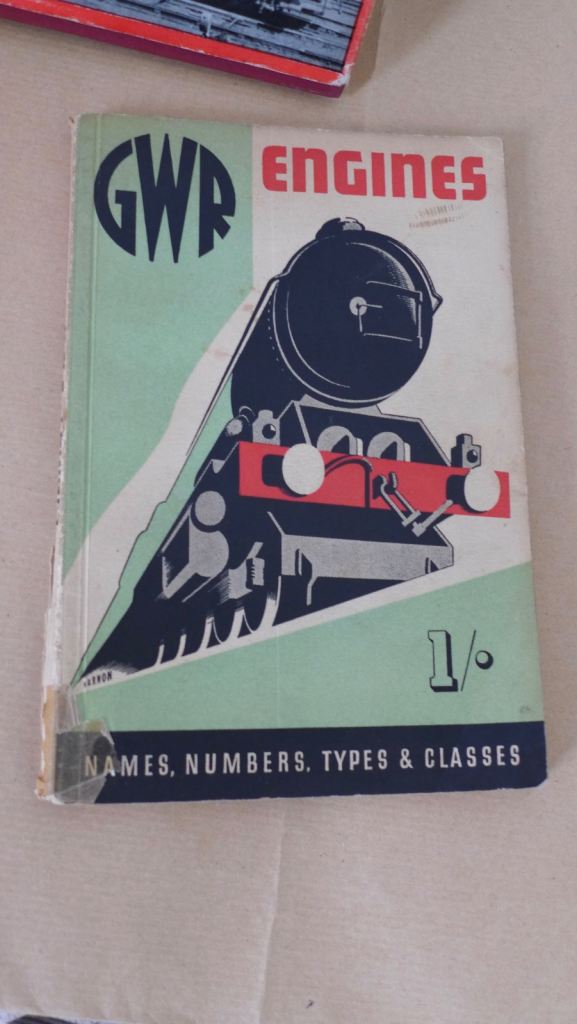 GWR
ENGINES
1/-
NAMES, NUMBERS, TYPES & CLASSES